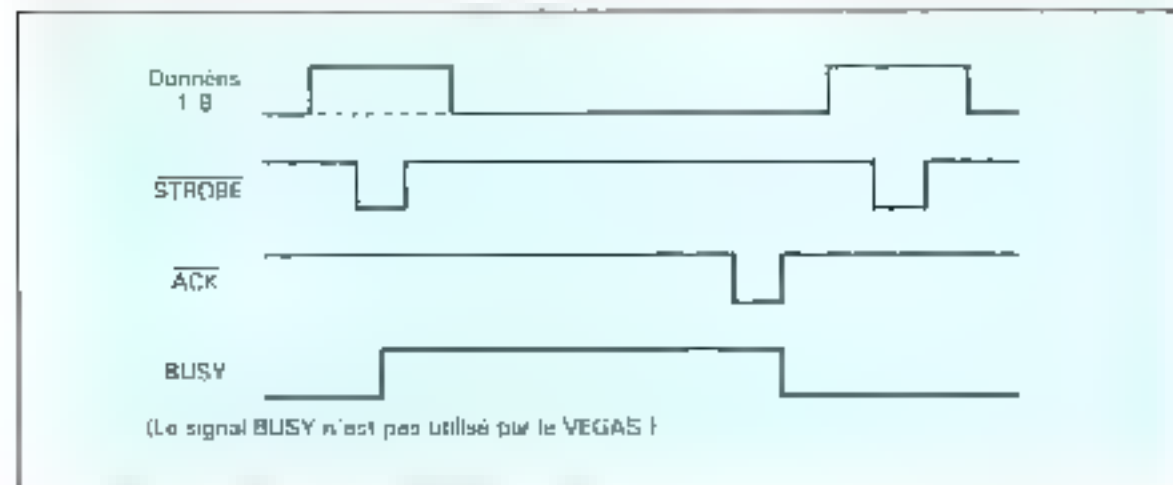 Données
1 8
STROBE
ACK
BUSY
(Le signal BUSY n'est pas utilisé par le VEGAS)